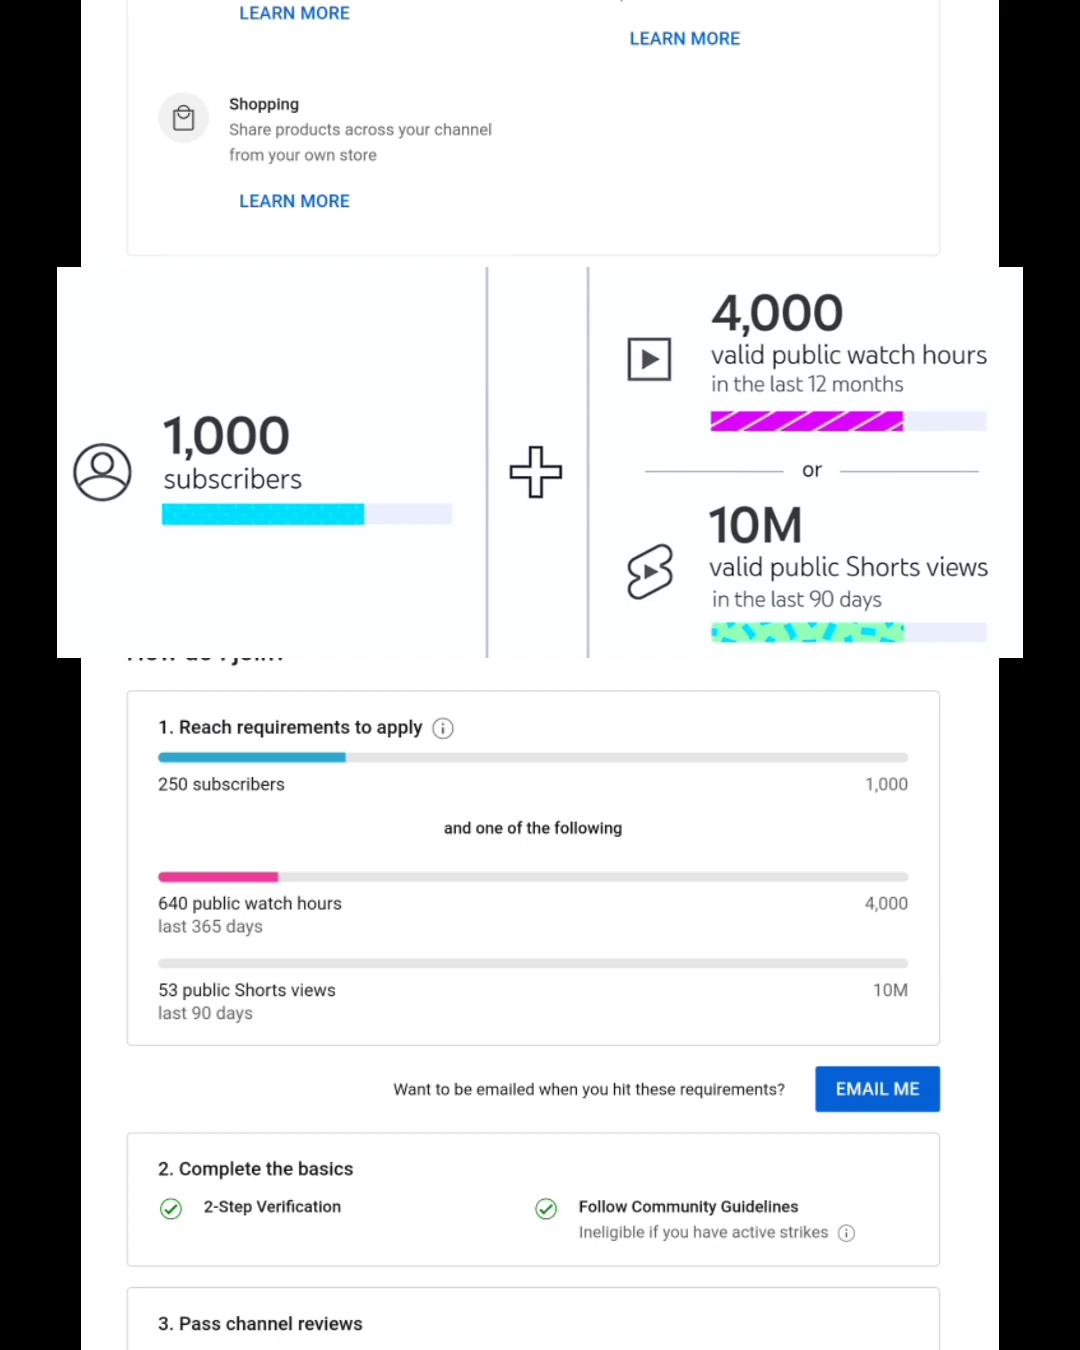 LEARN MORE
LEARN MORE
Shopping
Share products across your channel
from your own store
LEARN MORE
1,000
subscribers
4,000
valid public watch hours
in the last 12 months
or
10M
valid public Shorts views
in the last 90 days
1. Reach requirements to apply
250 subscribers
1,000
and one of the following
640 public watch hours
4,000
last 365 days
53 public Shorts views
10M
last 90 days
Want to be emailed when you hit these requirements?
EMAIL ME
2. Complete the basics
2-Step Verification
Follow Community Guidelines
Ineligible if you have active strikes
3. Pass channel reviews